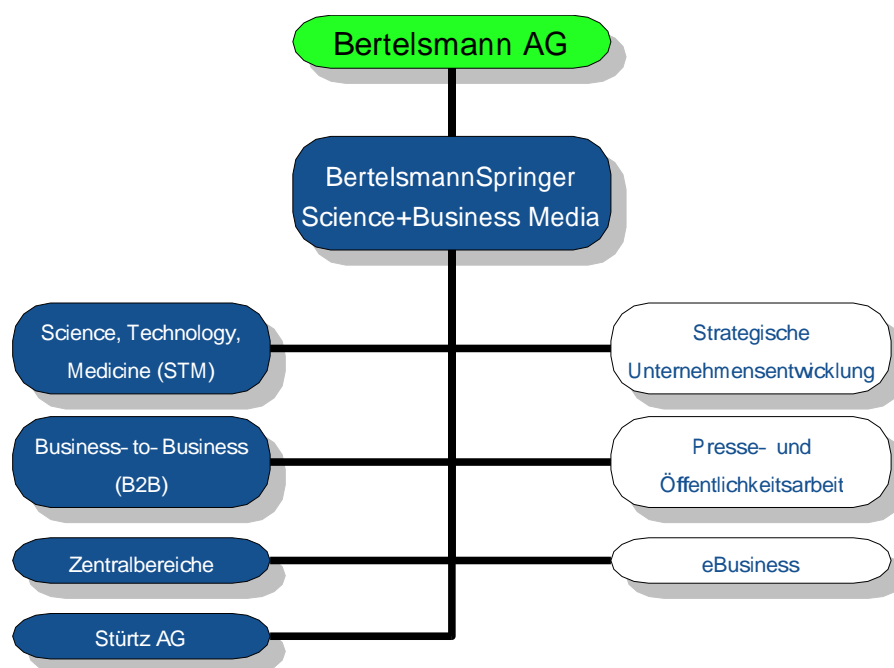 Bertelsmann AG
BertelsmannSpringer
Science+Business Media
Science, Technology,
Medicine (STM)
Strategische
Unternehmensentwicklung
Business-to-Business
(B2B)
Presse- und
Öffentlichkeitsarbeit
Zentralbereiche
eBusiness
Stürtz AG